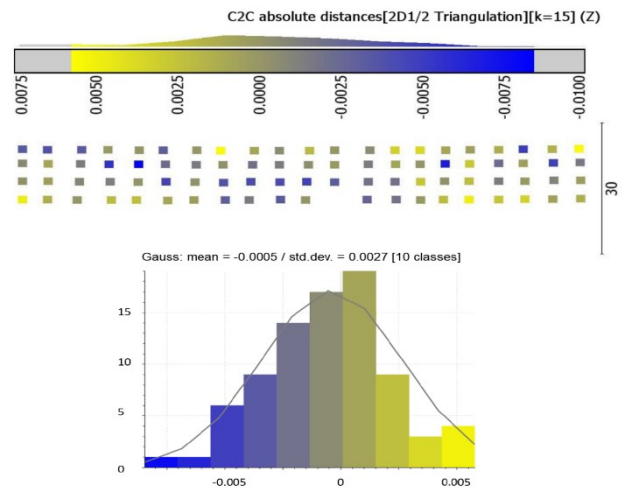 C2C absolute distances[2D1/2 Triangulation][k=15] (Z)
0.0075 0.0050 0.0025 0.0000 -0.0025 -0.0050 -0.0075 -0.0100
30
Gauss: mean = -0.0005 / std.dev. = 0.0027 [10 classes]
15
10
5
0
-0.005 0 0.005